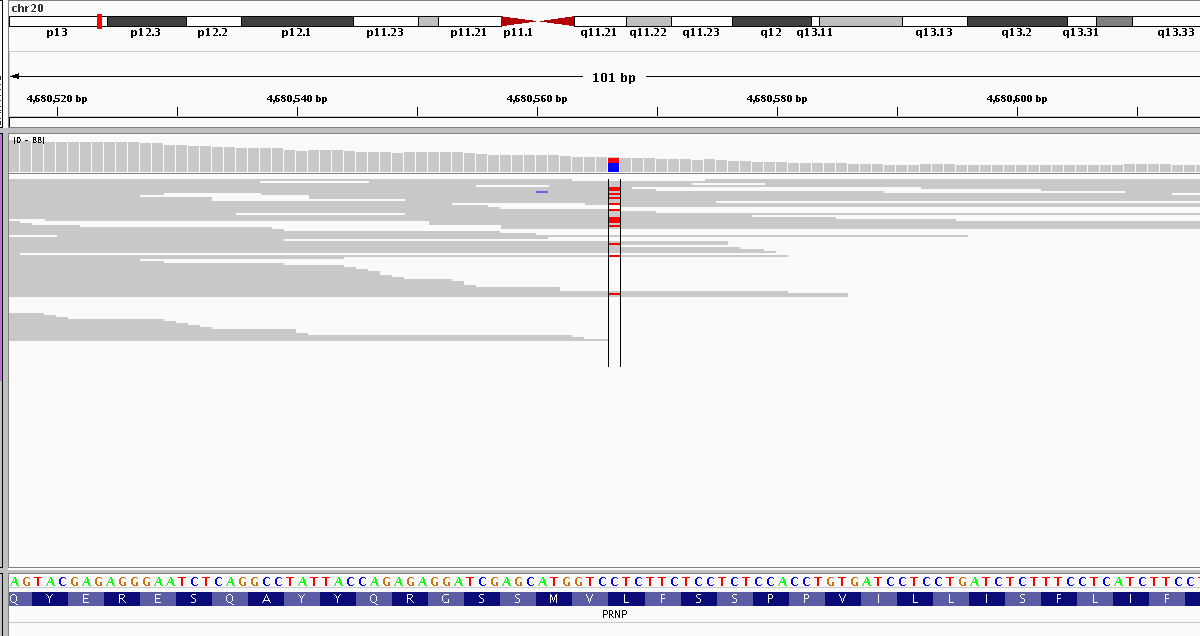 chr20
p13 p12.3 p12.2 p12.1 p11.23 p11.21 p11.1 q11.21 q11.22 q11.23 q12 q13.11 q13.13 q13.2 q13.31 q13.33
101 bp
4,680,520 bp 4,680,540 bp 4,680,560 bp 4,680,580 bp 4,680,600 bp
[0 - 88]
AGTACGAGAGGGAATCTCAGGCCTATTACCAGAGAGGATCGAGCATGGTCCTCTTCTCCTCTCCACCTGTGATCCTCCTGATCTCTTTCCTCATCTTCC
Q Y E R E S Q A Y Y Q R G S S M V L F S S P P V I L L I S F L I F
PRNP